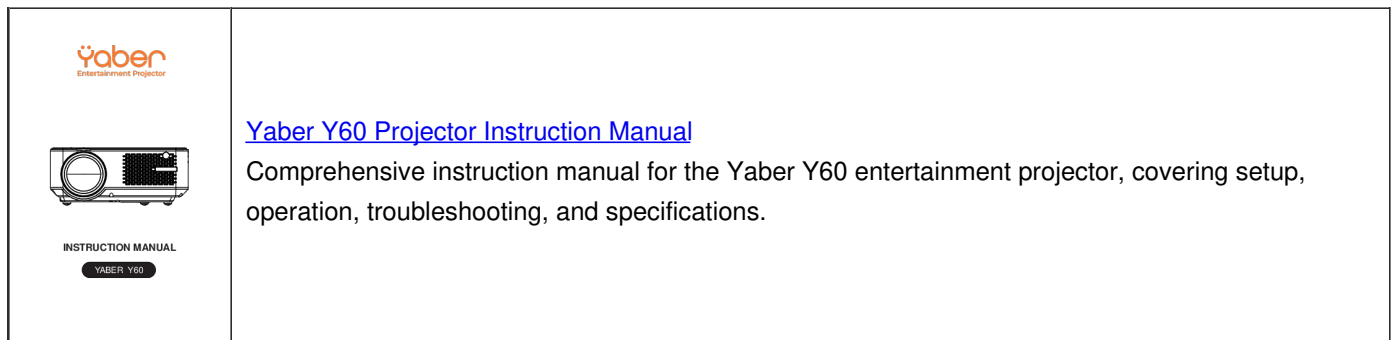 Ÿaber
Entertainment Projector
INSTRUCTION MANUAL
YABER Y60
Yaber Y60 Projector Instruction Manual
Comprehensive instruction manual for the Yaber Y60 entertainment projector, covering setup,
operation, troubleshooting, and specifications.